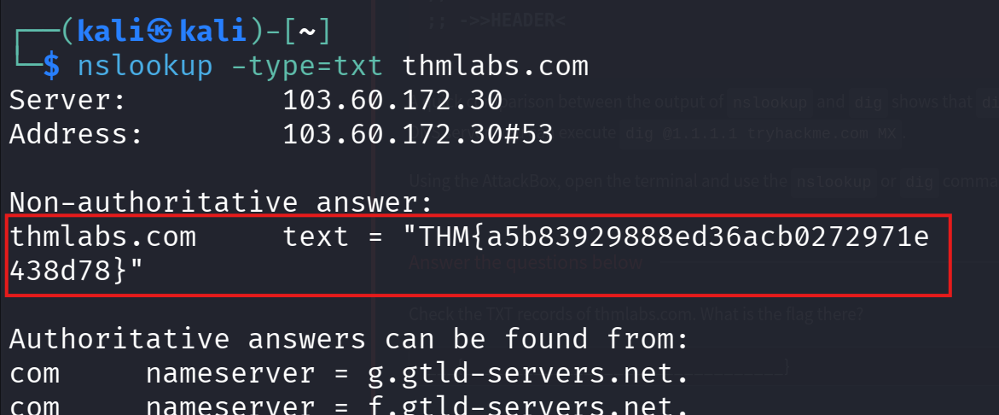 ;; ->>HEADER<
(kali㉿kali)-[~]
$ nslookup -type=txt thmlabs.com
Server: 103.60.172.30
Address: 103.60.172.30#53
parison between the output of nslookup and dig shows that di
execute dig @1.1.1.1 tryhackme.com MX.
Using the AttackBox, open the terminal and use the nslookup or dig comma
Non-authoritative answer:
thmlabs.com text = "THM{a5b83929888ed36acb0272971e
438d78}"
Answer the questions below
Check the TXT records of thmlabs.com. What is the flag there?
Authoritative answers can be found from:
com nameserver = g.gtld-servers.net.
com nameserver = f.gtld-servers.net.